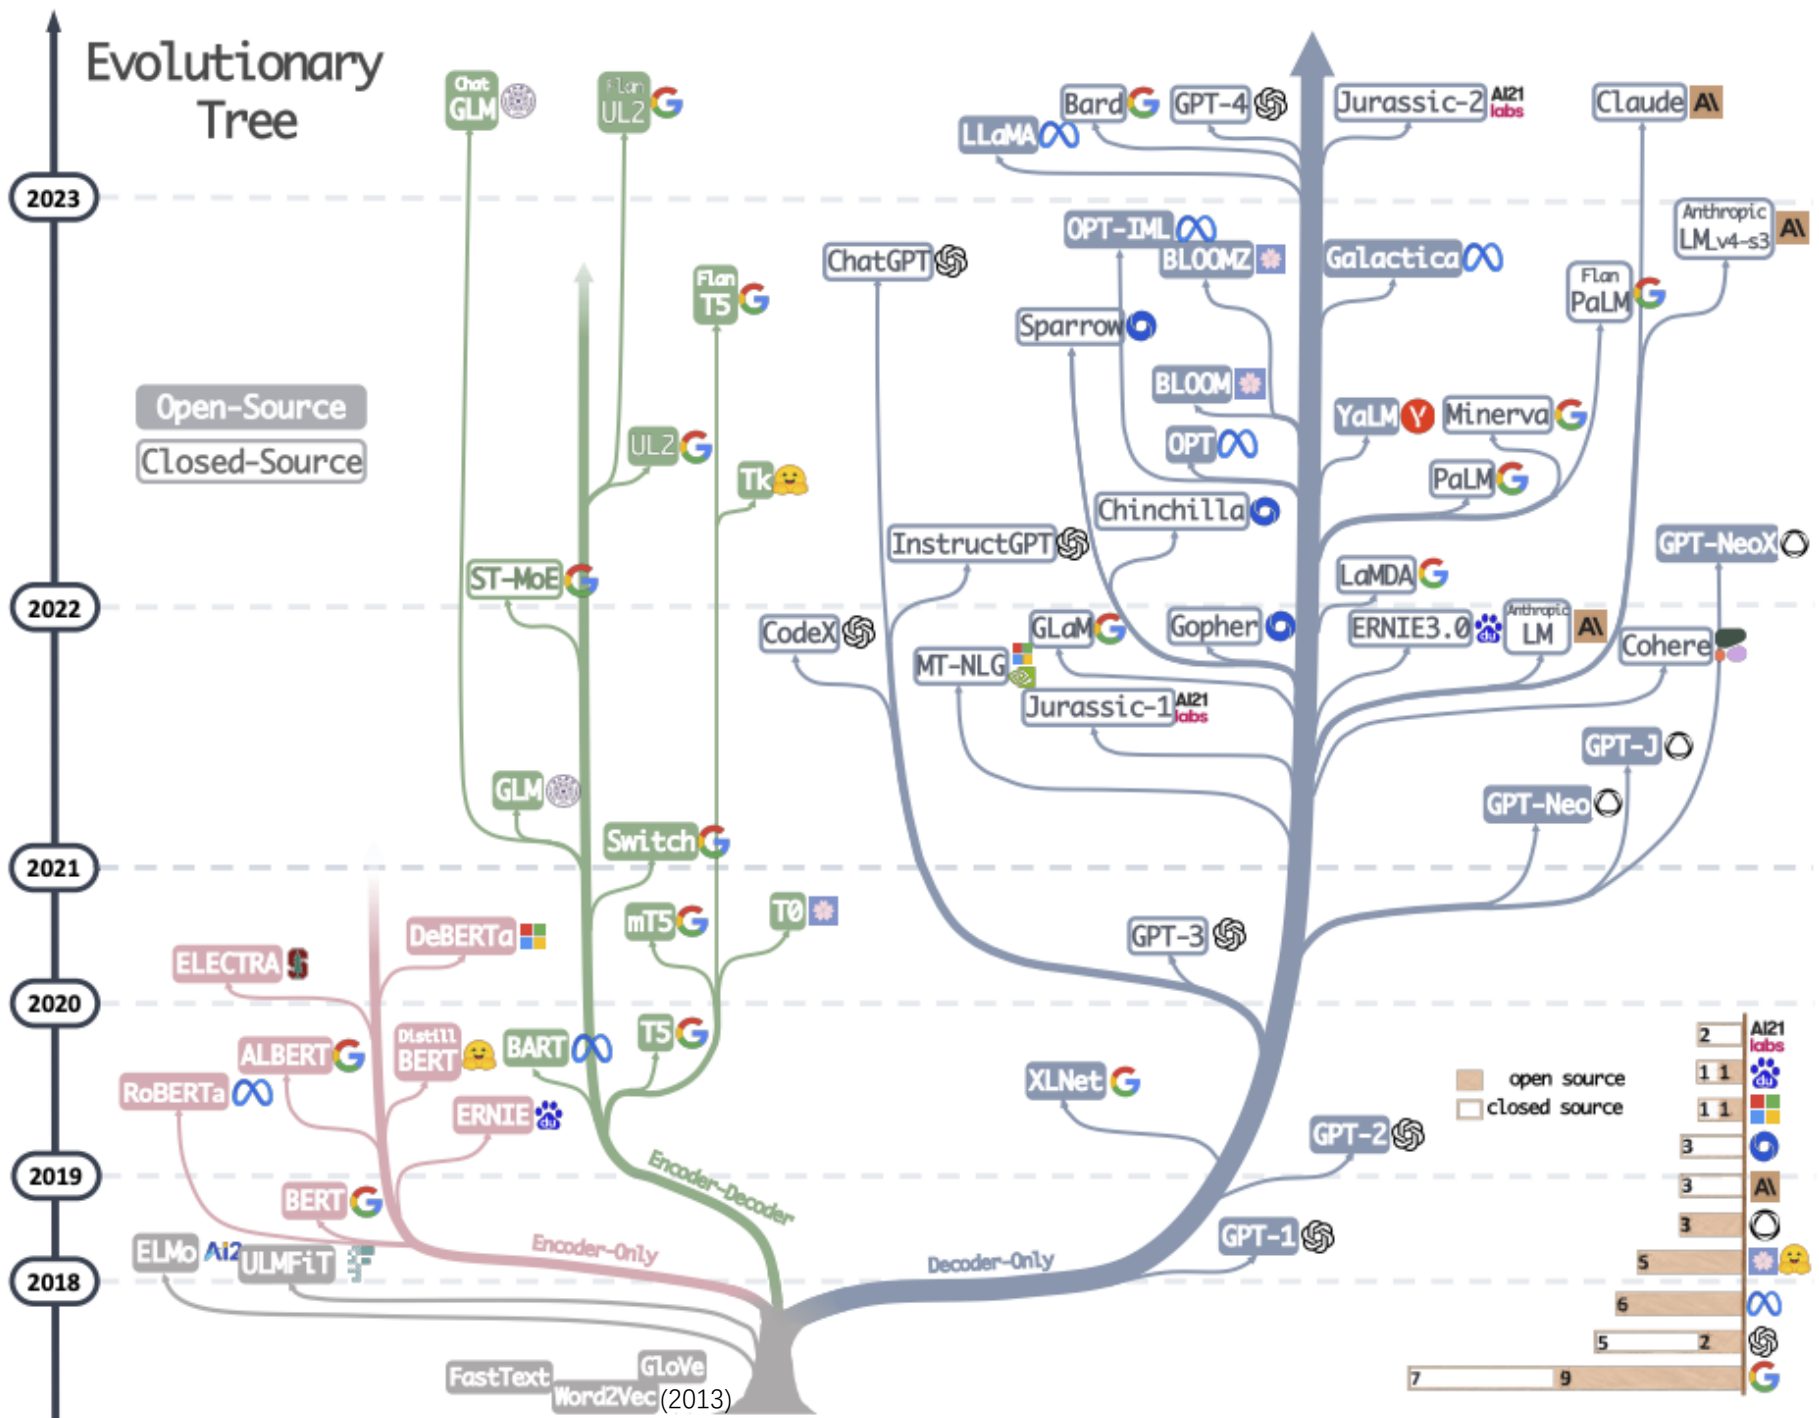 Evolutionary
Tree
Chat
GLM
Flan
UL2
Bard
GPT-4
Jurassic-2
AI21
labs
Claude
A\
LLaMA
2023
OPT-IML
Anthropic
LM_v4-s3
A\
ChatGPT
BLOOMZ
Galactica
Flan
T5
Flan
PaLM
Sparrow
Open-Source
Closed-Source
BLOOM
YaLM
Minerva
UL2
OPT
Tk
PaLM
Chinchilla
InstructGPT
GPT-NeoX
ST-MoE
LaMDA
2022
CodeX
GLaM
Gopher
ERNIE3.0
du
Anthropic
LM
A\
Cohere
MT-NLG
Jurassic-1
AI21
labs
GPT-J
GLM
GPT-Neo
Switch
2021
mT5
T0
DeBERTa
GPT-3
ELECTRA
S
2020
T5
BART
Distill
BERT
ALBERT
RoBERTa
XLNet
ERNIE
du
GPT-2
2019
Encoder-Decoder
BERT
GPT-1
ELMo
Ai2
ULMFiT
Encoder-Only
Decoder-Only
2018
FastText
GloVe
Word2Vec
(2013)
open source
closed source
2
AI21
labs
1 1
du
1 1
3
3
A\
3
5
6
5 2
7 9